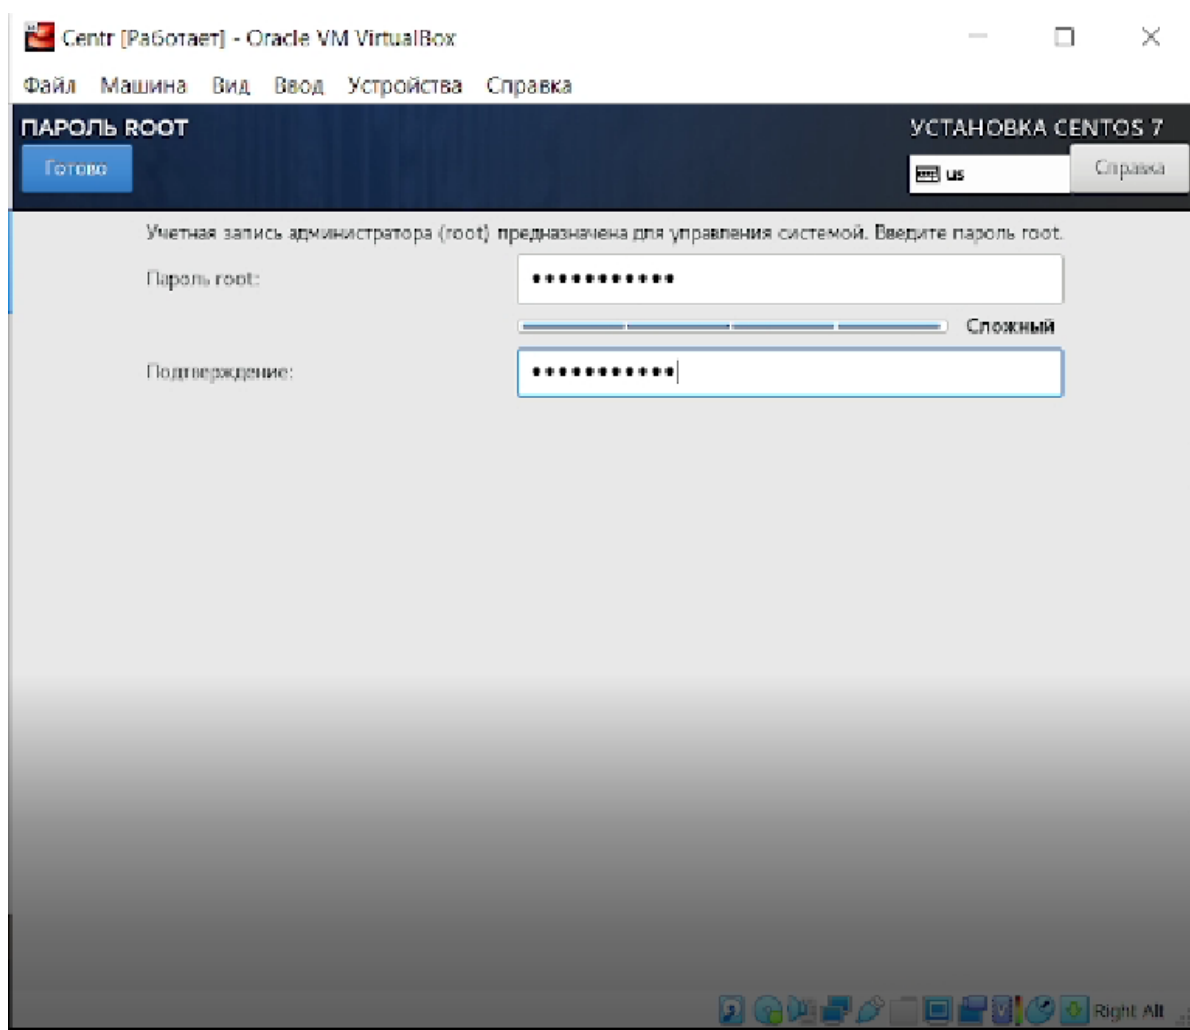 Centr [Работает] - Oracle VM VirtualBox
Файл Машина Вид Ввод Устройства Справка
ПАРОЛЬ ROOT
УСТАНОВКА CENTOS 7
Готово
us
Справка
Учетная запись администратора (root) предназначена для управления системой. Введите пароль root.
Пароль root:
•••••••••••
Сложный
Подтверждение:
•••••••••••
Right Alt